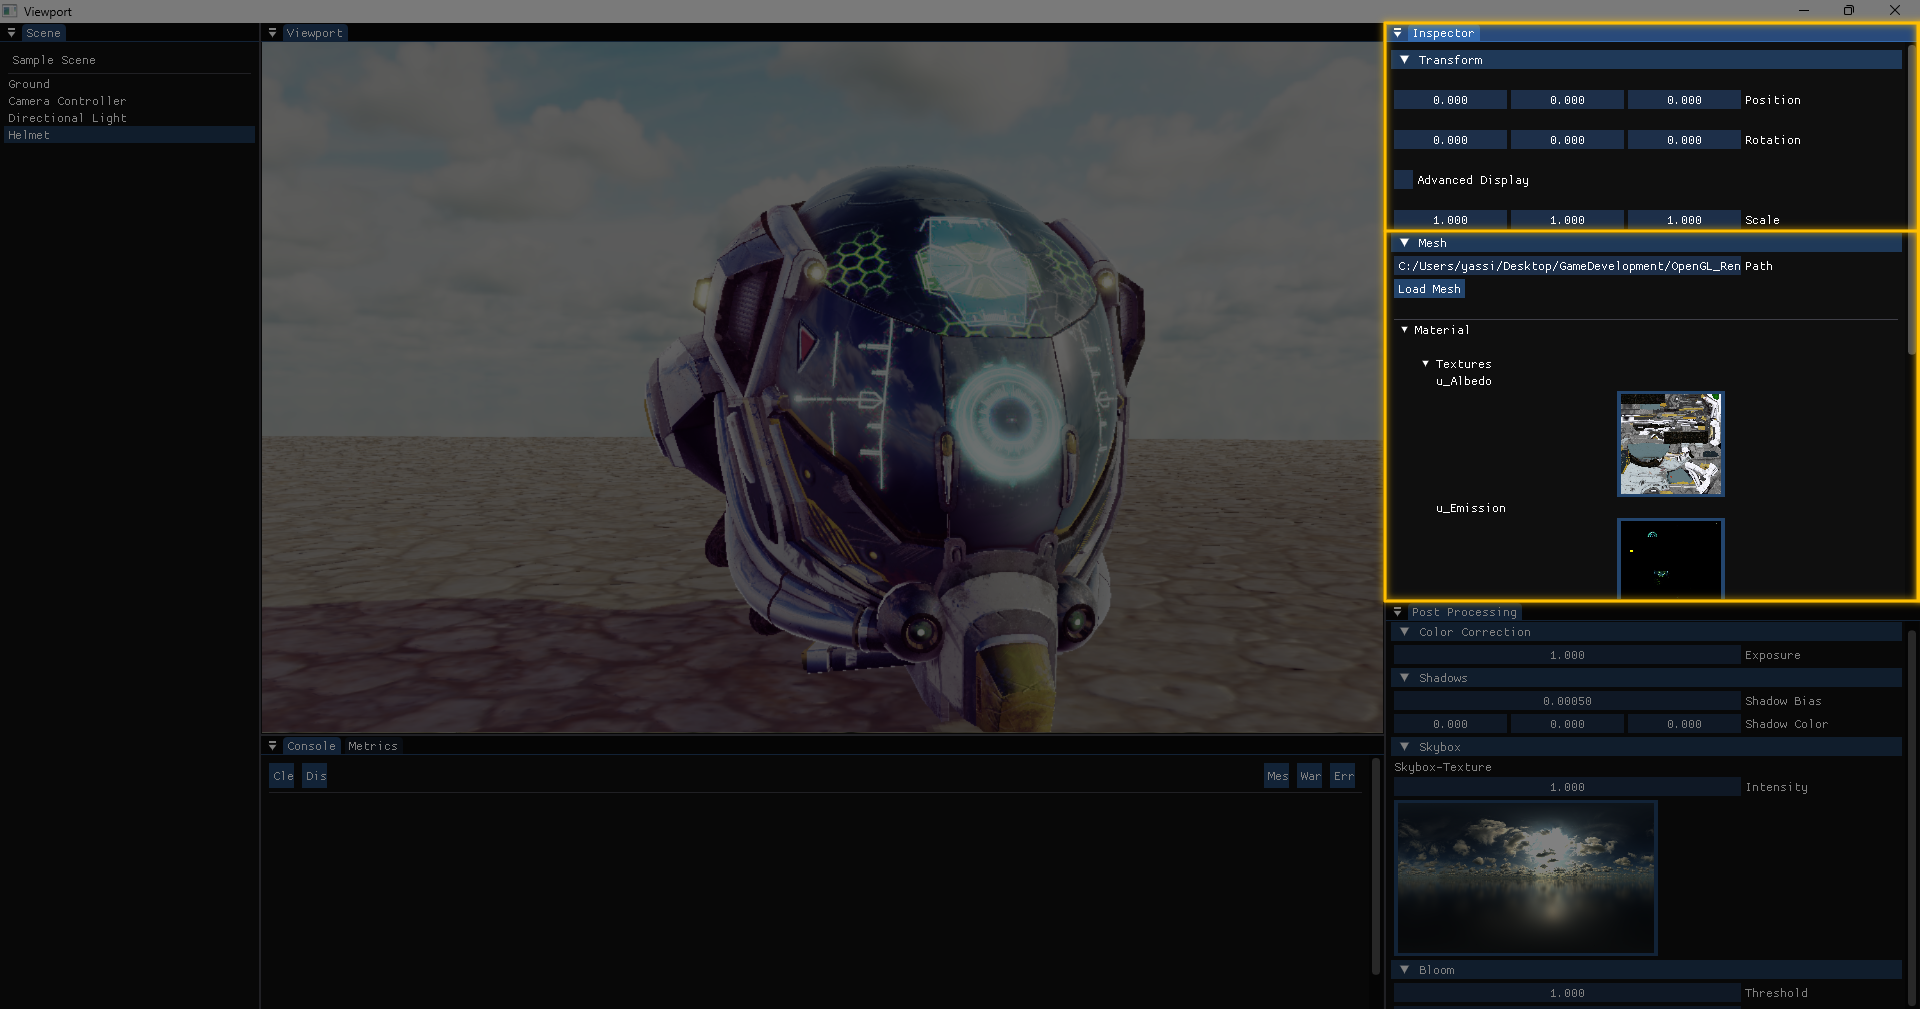 Viewport
Scene
Sample Scene
Ground
Camera Controller
Directional Light
Helmet
Viewport
Console Metrics
Cle Dis Mes War Err
Inspector
Transform
0.000 0.000 0.000 Position
0.000 0.000 0.000 Rotation
Advanced Display
1.000 1.000 1.000 Scale
Mesh
C:/Users/yassi/Desktop/GameDevelopment/OpenGL_Ren Path
Load Mesh
Material
Textures
u_Albedo
u_Emission
Post Processing
Color Correction
1.000 Exposure
Shadows
0.00050 Shadow Bias
0.000 0.000 0.000 Shadow Color
Skybox
Skybox-Texture
1.000 Intensity
Bloom
1.000 Threshold